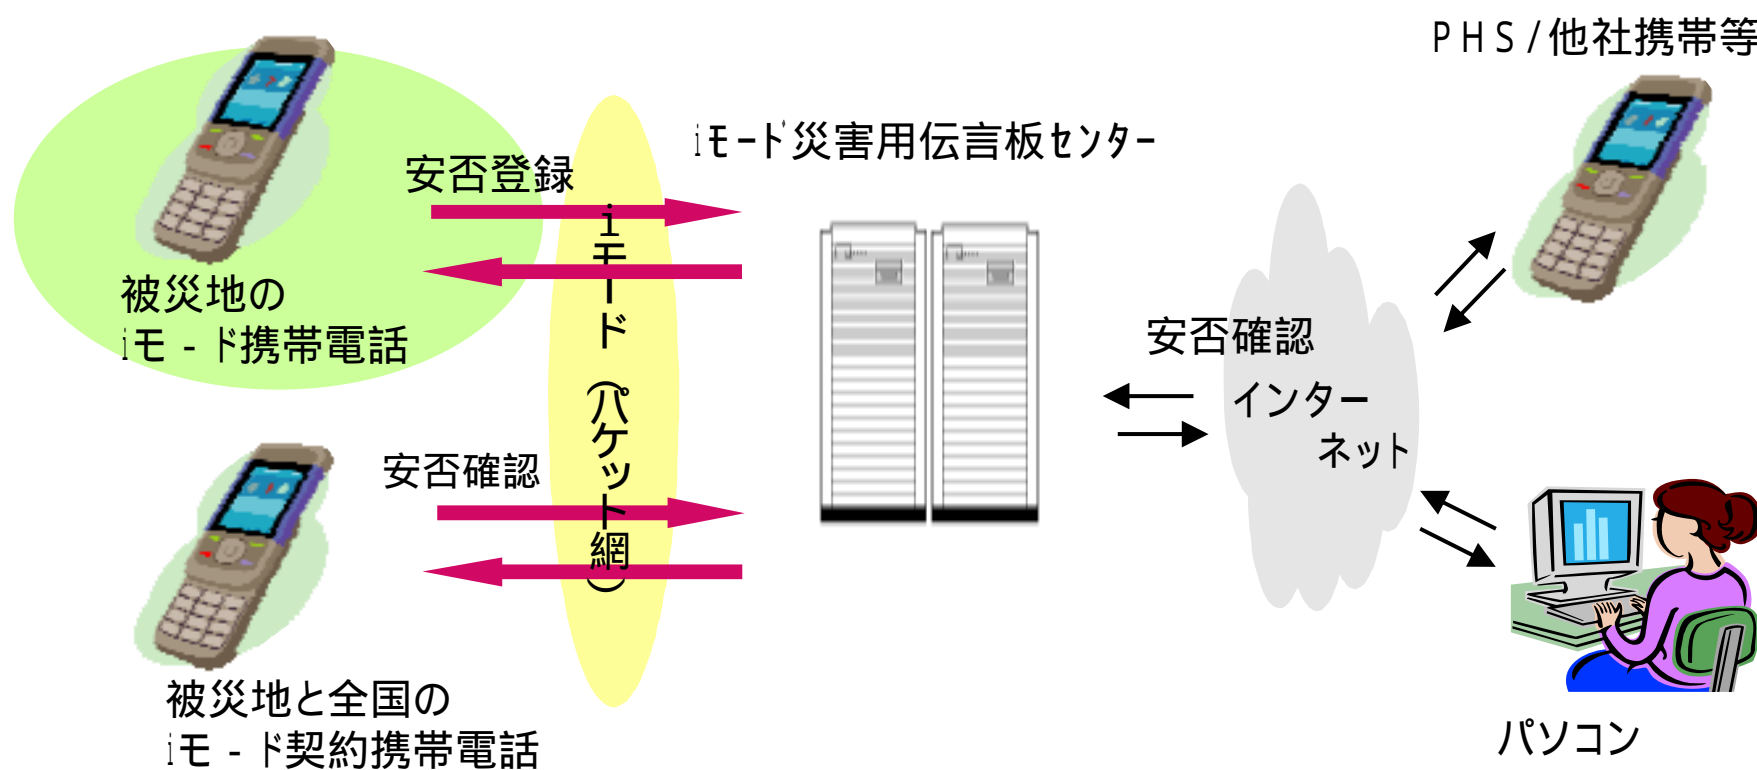 PHS/他社携帯等
iモード災害用伝言板センター
安否登録
被災地の
iモ-ド携帯電話
iモード(パケット網)
安否確認
被災地と全国の
iモ-ド契約携帯電話
安否確認
インター
ネット
パソコン